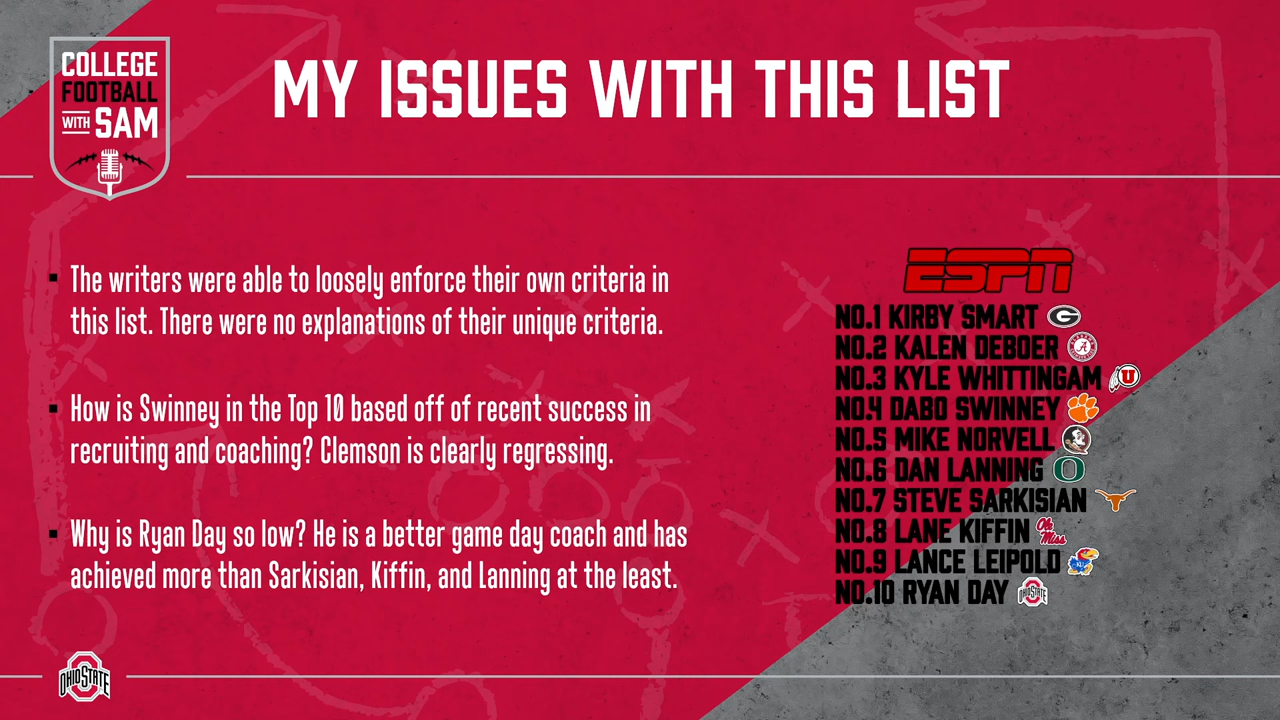 COLLEGE
FOOTBALL
WITH SAM
MY ISSUES WITH THIS LIST
▪ The writers were able to loosely enforce their own criteria in
this list. There were no explanations of their unique criteria.
▪ How is Swinney in the Top 10 based off of recent success in
recruiting and coaching? Clemson is clearly regressing.
▪ Why is Ryan Day so low? He is a better game day coach and has
achieved more than Sarkisian, Kiffin, and Lanning at the least.
ESPN
NO.1 KIRBY SMART G
NO.2 KALEN DEBOER A
NO.3 KYLE WHITTINGAM U
NO.4 DABO SWINNEY
NO.5 MIKE NORVELL
NO.6 DAN LANNING O
NO.7 STEVE SARKISIAN
NO.8 LANE KIFFIN Ole Miss
NO.9 LANCE LEIPOLD KU
NO.10 RYAN DAY OHIO STATE
OHIO STATE